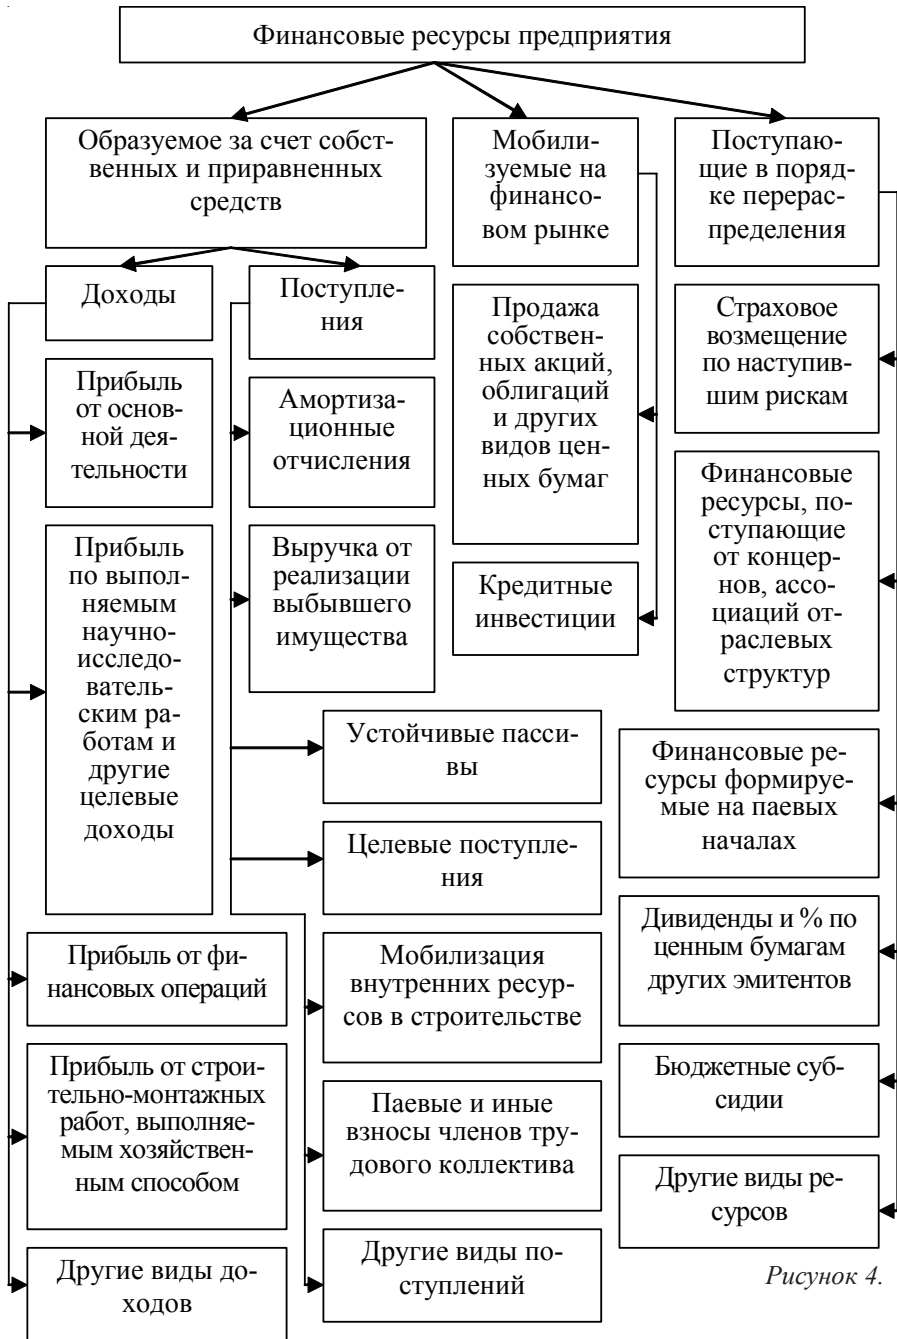 Финансовые ресурсы предприятия
Образуемое за счет собст-
венных и приравненных
средств
Мобили-
зуемые на
финансо-
вом рынке
Поступаю-
щие в поряд-
ке перерас-
пределения
Доходы
Поступле-
ния
Прибыль
от основ-
ной дея-
тельности
Прибыль
по выпол-
няемым
научно-
исследо-
ватель-
ским ра-
ботам и
другие
целевые
доходы
Прибыль от фи-
нансовых операций
Прибыль от строи-
тельно-монтажных
работ, выполняе-
мым хозяйствен-
ным способом
Другие виды до-
ходов
Амортиза-
ционные
отчисления
Выручка от
реализации
выбывшего
имущества
Устойчивые пасси-
вы
Целевые поступле-
ния
Мобилизация
внутренних ресур-
сов в строительстве
Паевые и иные
взносы членов тру-
дового коллектива
Другие виды по-
ступлений
Продажа
собствен-
ных акций,
облигаций
и других
видов цен-
ных бумаг
Кредитные
инвестиции
Страховое
возмещение
по наступив-
шим рискам
Финансовые
ресурсы, по-
ступающие
от концер-
нов, ассо-
циаций от-
раслевых
структур
Финансовые ре-
сурсы формируе-
мые на паевых
началах
Дивиденды и % по
ценным бумагам
других эмитентов
Бюджетные суб-
сидии
Другие виды ре-
сурсов
Рисунок 4.